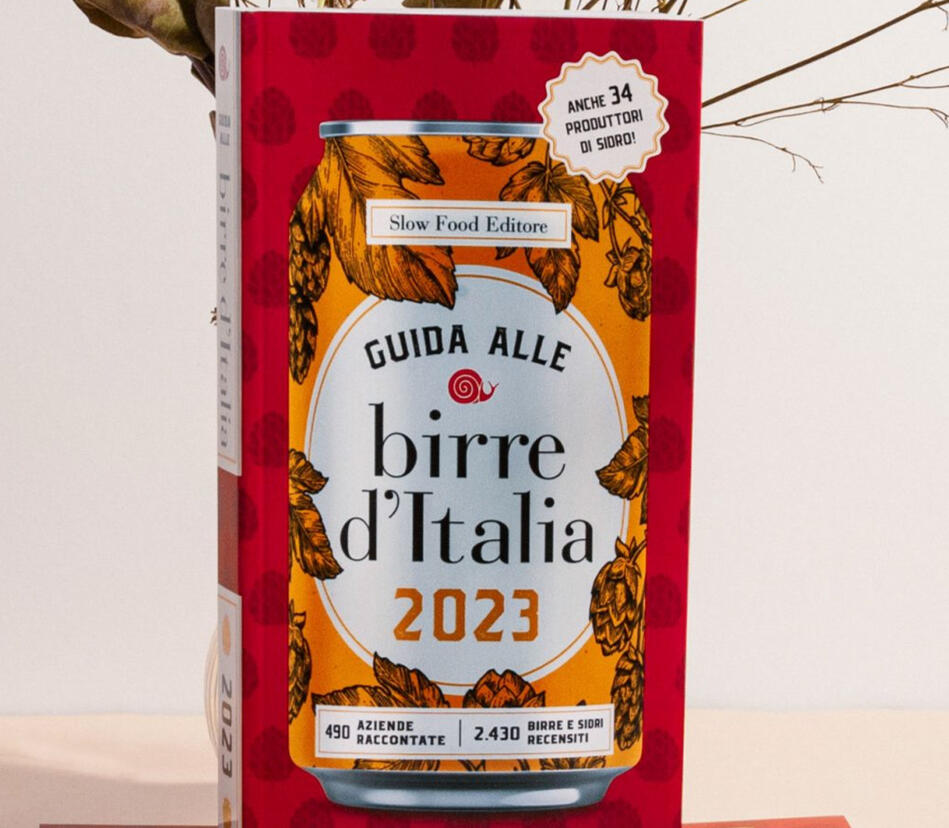 ANCHE 34
PRODUTTORI
DI SIDRO!
Slow Food Editore
GUIDA ALLE
birre
d'Italia
2023
490 AZIENDE
RACCONTATE
2.430 BIRRE E SIDRI
RECENSITI
GUIDA
ALLE
birre d'Italia
2023